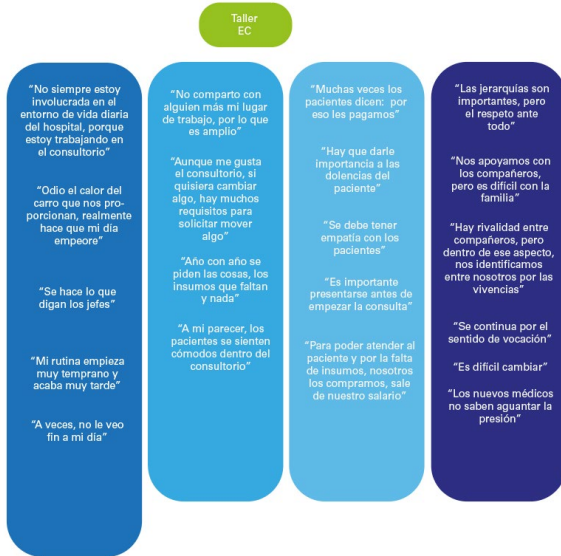 Taller
EC
“No siempre estoy
involucrada en el
entorno de vida diaria
del hospital, porque
estoy trabajando en
el consultorio”
“Odio el calor del
carro que nos pro-
porcionan, realmente
hace que mi día
empeore”
“Se hace lo que
digan los jefes”
“Mi rutina empieza
muy temprano y
acaba muy tarde”
“A veces, no le veo
fin a mi día”
“No comparto con
alguien más mi lugar
de trabajo, por lo que
es amplio”
“Aunque me gusta
el consultorio, si
quisiera cambiar
algo, hay muchos
requisitos para
solicitar mover
algo”
“Año con año se
piden las cosas, los
insumos que faltan
y nada”
“A mi parecer, los
pacientes se sienten
cómodos dentro del
consultorio”
“Muchas veces los
pacientes dicen: por
eso les pagamos”
“Hay que darle
importancia a las
dolencias del
paciente”
“Se debe tener
empatía con los
pacientes”
“Es importante
presentarse antes de
empezar la consulta”
“Para poder atender al
paciente y por la falta
de insumos, nosotros
los compramos, sale
de nuestro salario”
“Las jerarquías son
importantes, pero
el respeto ante
todo”
“Nos apoyamos con
los compañeros,
pero es difícil con la
familia”
“Hay rivalidad entre
compañeros, pero
dentro de ese aspecto,
nos identificamos
entre nosotros por las
vivencias”
“Se continua por el
sentido de vocación”
“Es difícil cambiar”
“Los nuevos médicos
no saben aguantar la
presión”